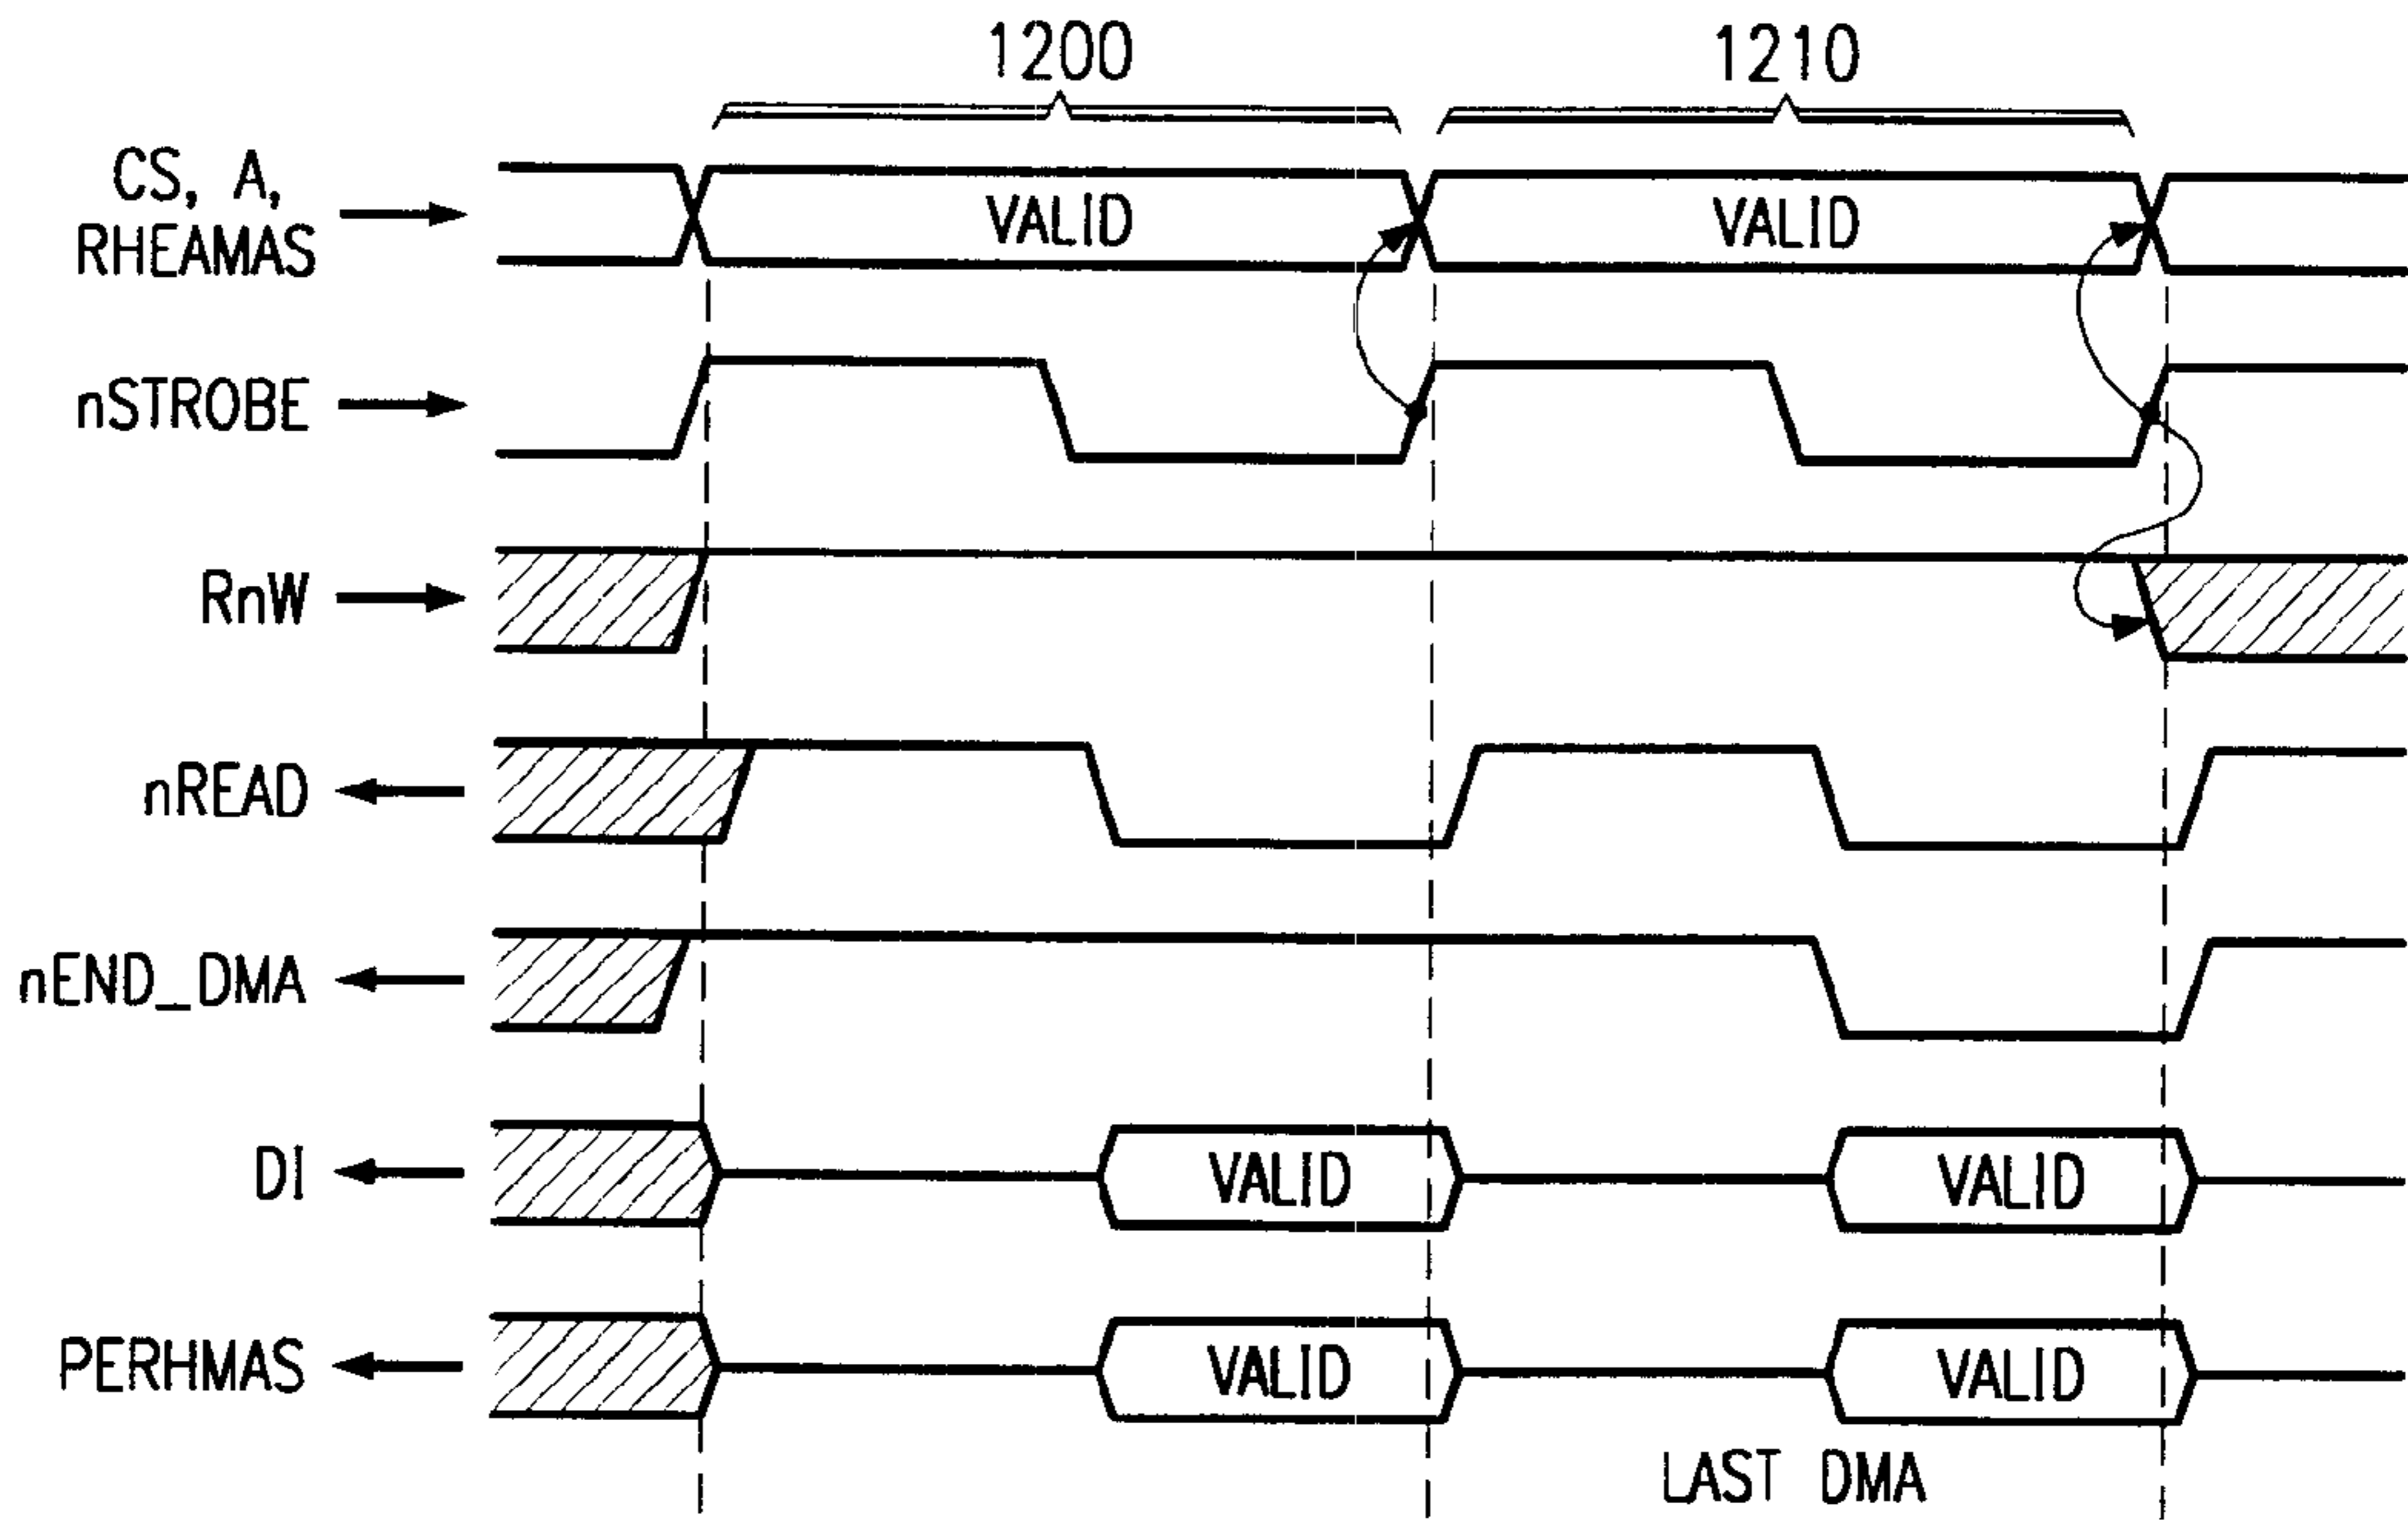 1200
1210
CS, A,
RHEAMAS
VALID
VALID
nSTROBE
RnW
nREAD
nEND_DMA
DI
VALID
VALID
PERHMAS
VALID
VALID
LAST DMA